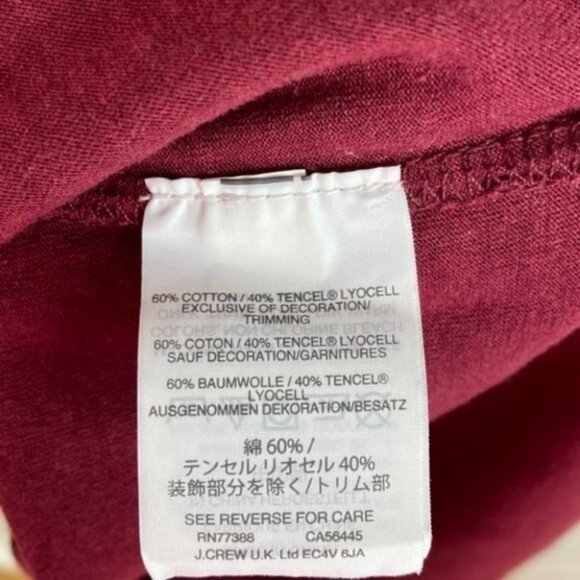 60% COTTON / 40% TENCEL® LYOCELL
EXCLUSIVE OF DECORATION/
TRIMMING
60% COTON / 40% TENCEL® LYOCELL
SAUF DÉCORATION/GARNITURES
60% BAUMWOLLE / 40% TENCEL®
LYOCELL
AUSGENOMMEN DEKORATION/BESATZ
綿 60% /
テンセル リオセル 40%
装飾部分を除く/トリム部
SEE REVERSE FOR CARE
RN77388 CA56445
J.CREW U.K. Ltd EC4V 6JA